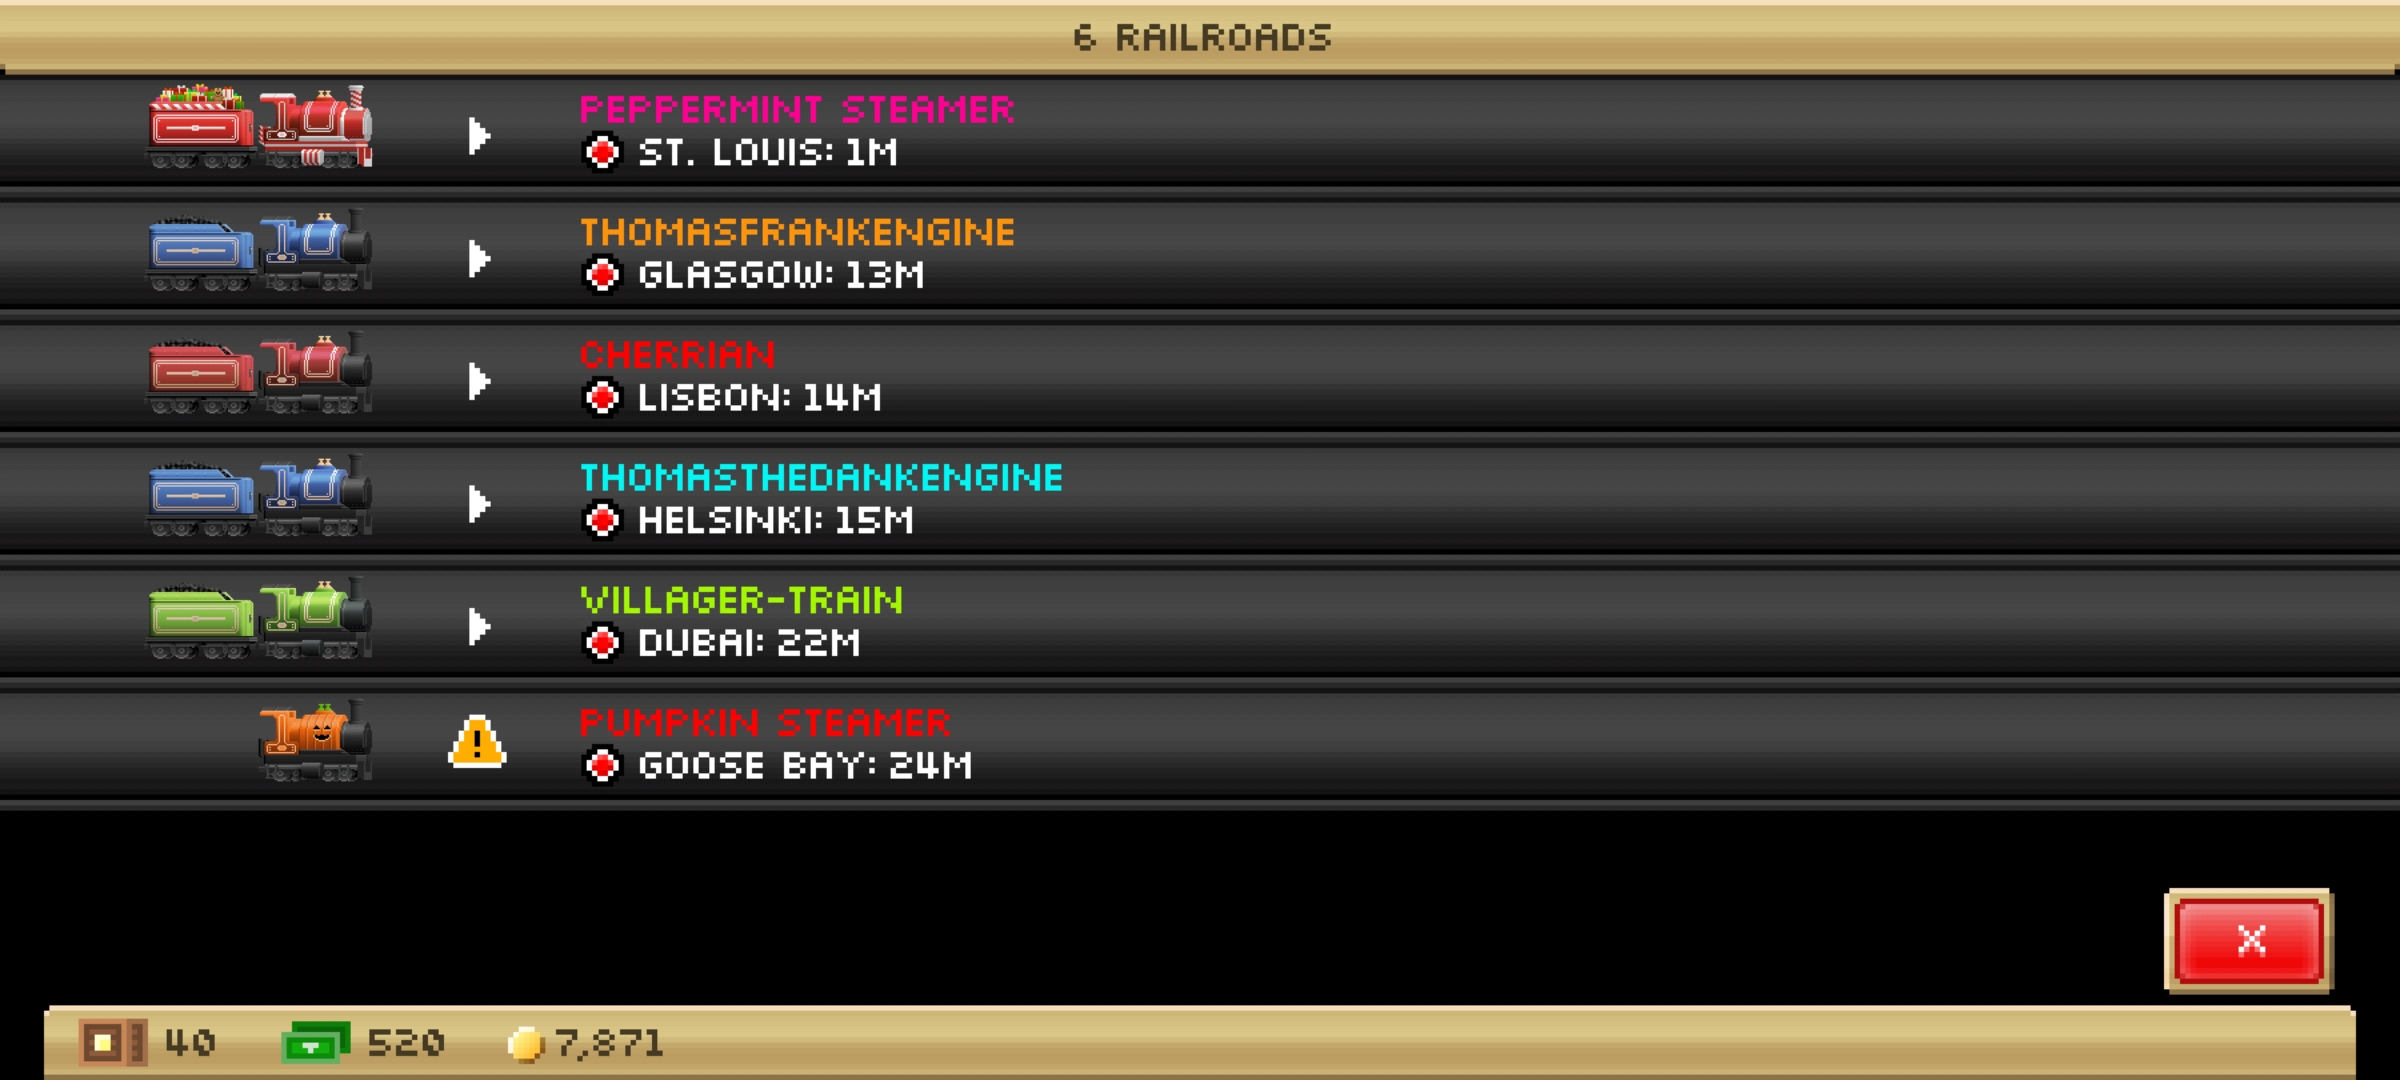 6 RAILROADS
PEPPERMINT STEAMER
ST. LOUIS: 1M
THOMASFRANKENGINE
GLASGOW: 13M
CHERRIAN
LISBON: 14M
THOMASTHEDANKENGINE
HELSINKI: 15M
VILLAGER-TRAIN
DUBAI: 22M
!
PUMPKIN STEAMER
GOOSE BAY: 24M
X
40 520 7,871